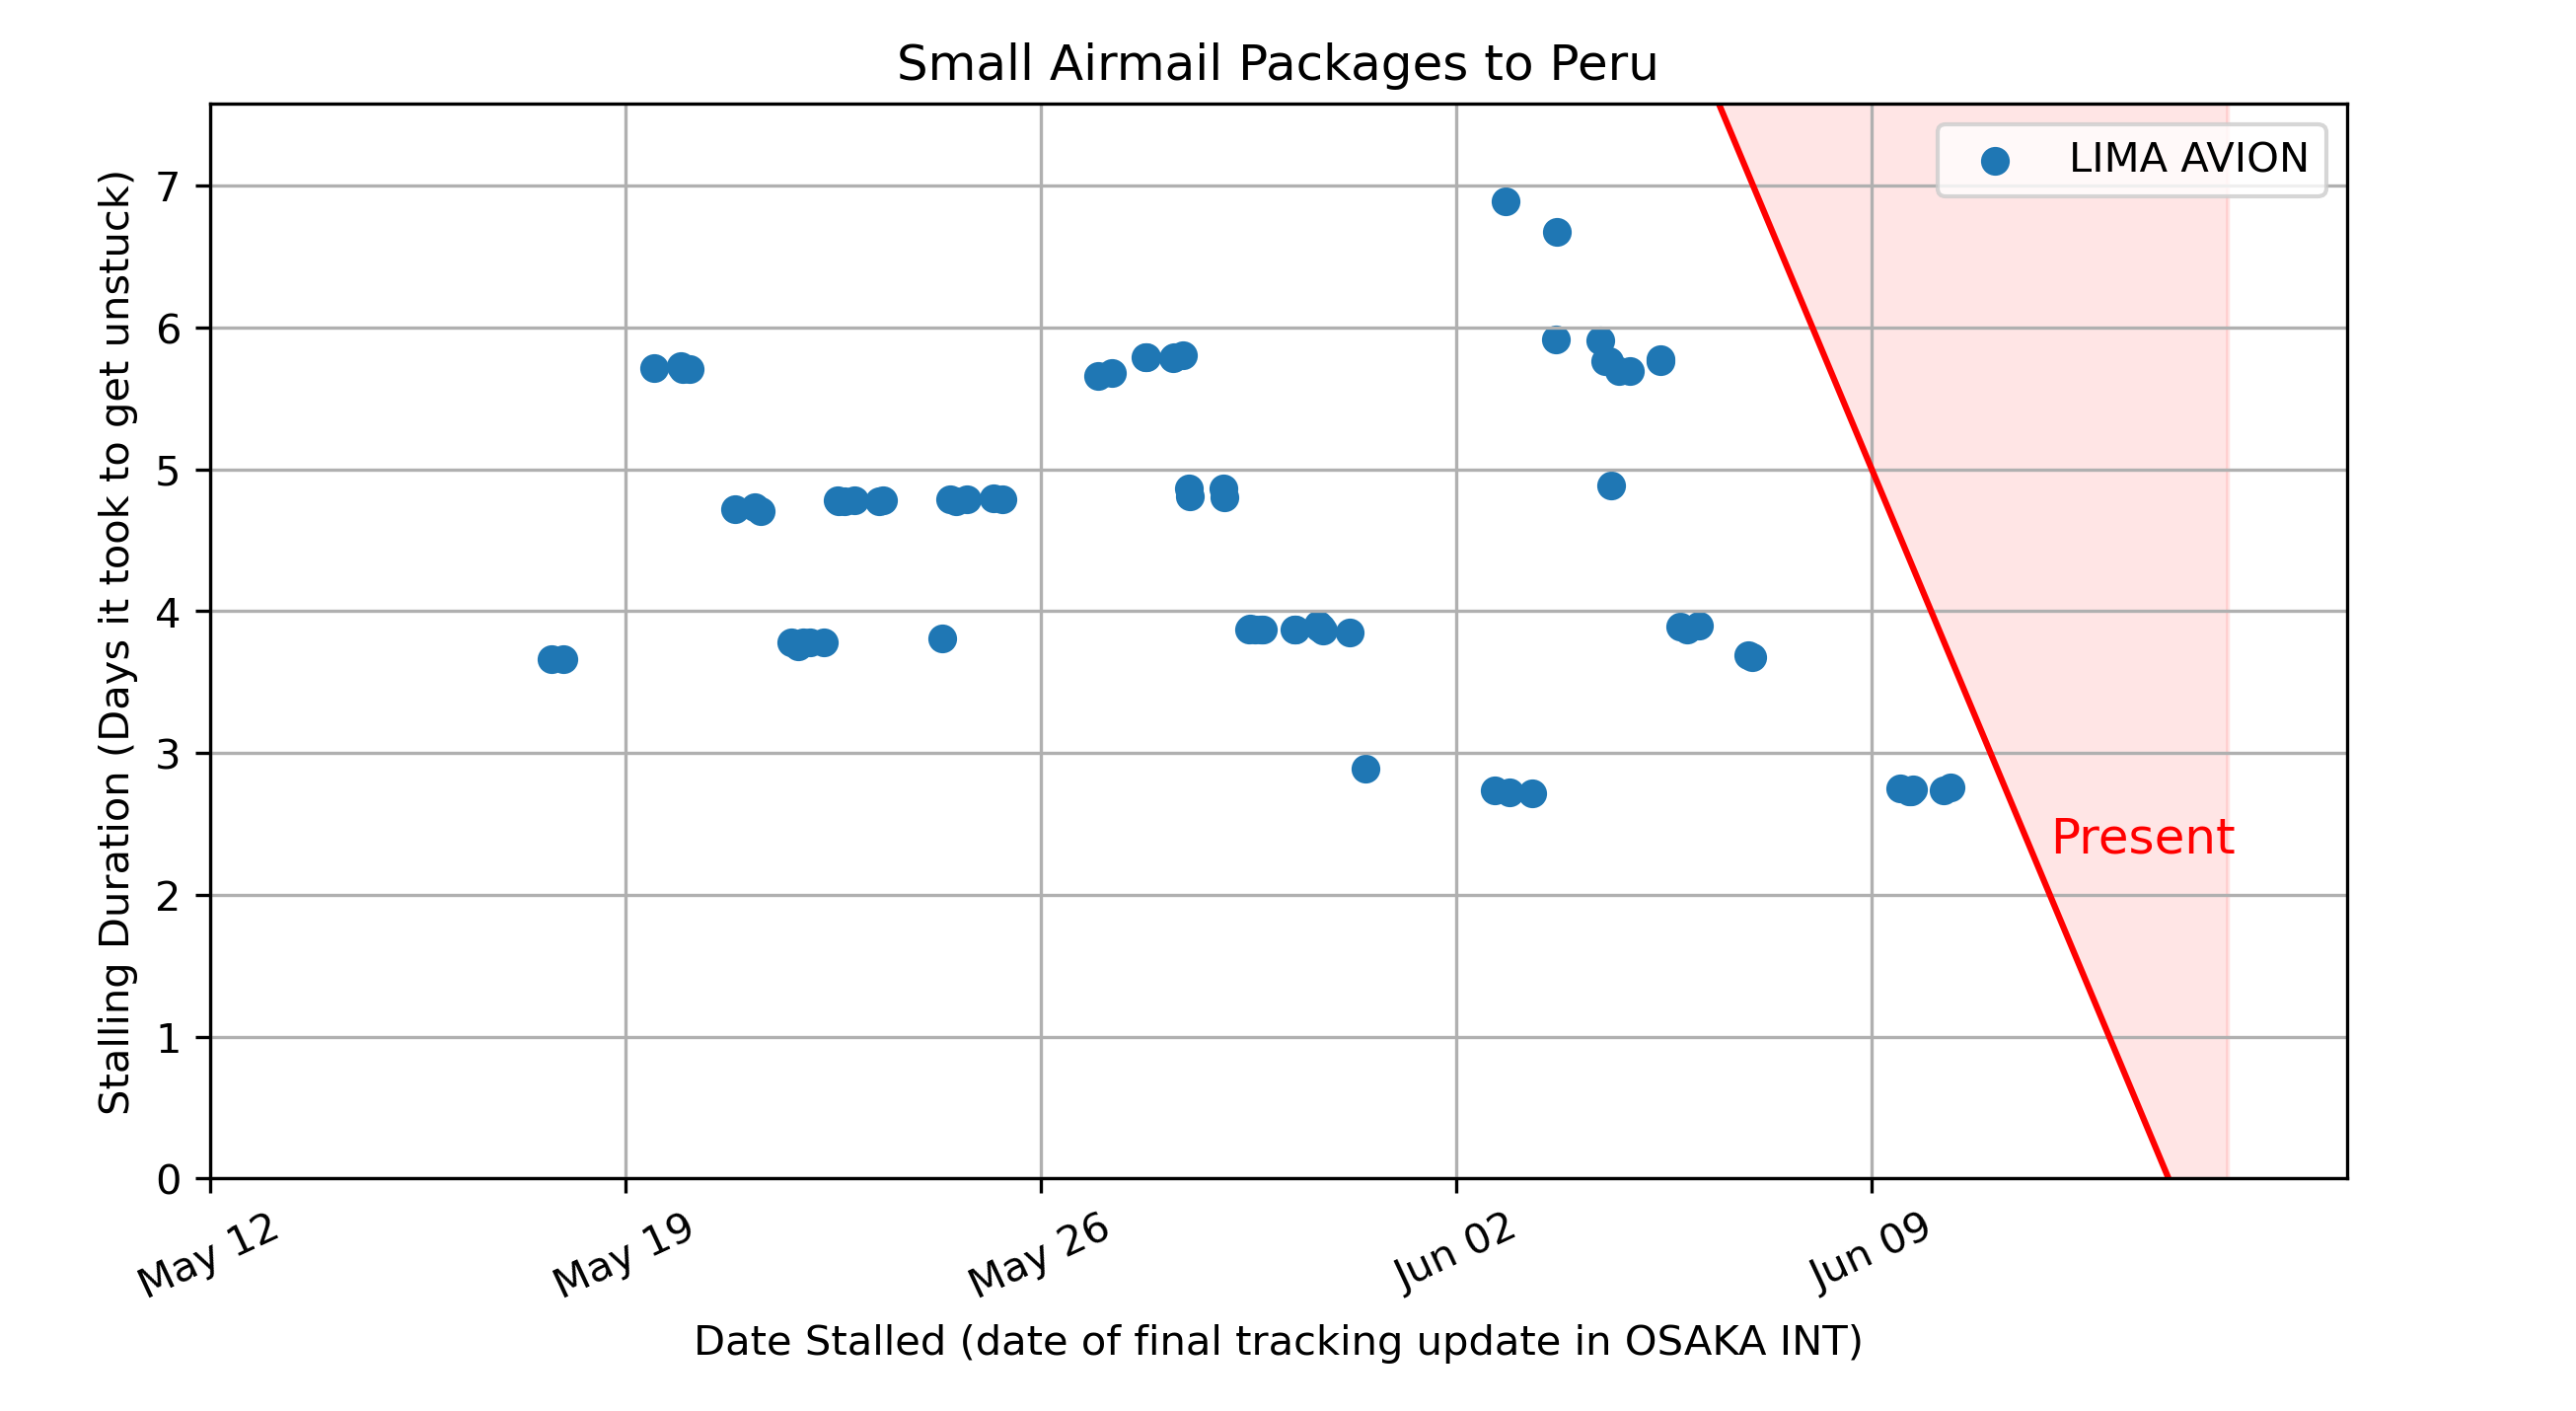 Small Airmail Packages to Peru
LIMA AVION
Stalling Duration (Days it took to get unstuck)
7
6
5
4
3
2
1
0
Present
May 12
May 19
May 26
Jun 02
Jun 09
Date Stalled (date of final tracking update in OSAKA INT)